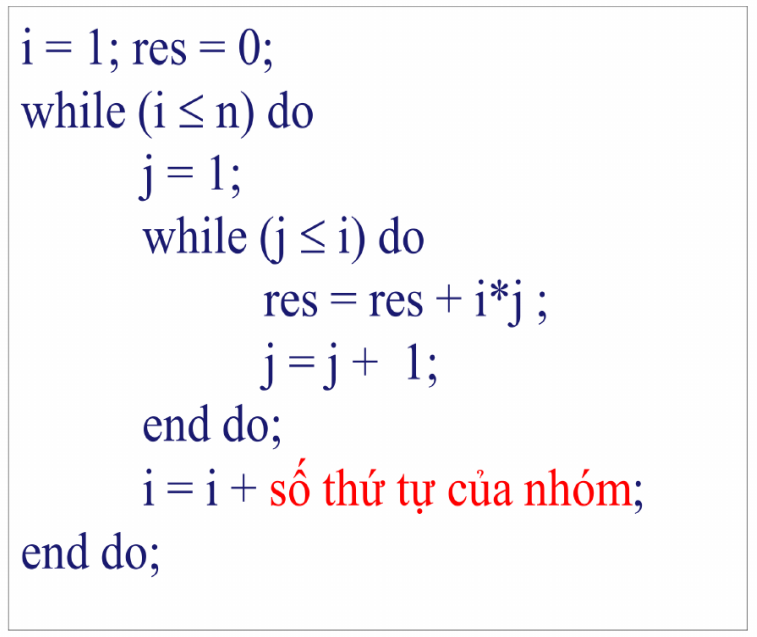 i = 1; res = 0;
while (i ≤ n) do
j = 1;
while (j ≤ i) do
res = res + i*j ;
j = j + 1;
end do;
i = i + số thứ tự của nhóm;
end do;